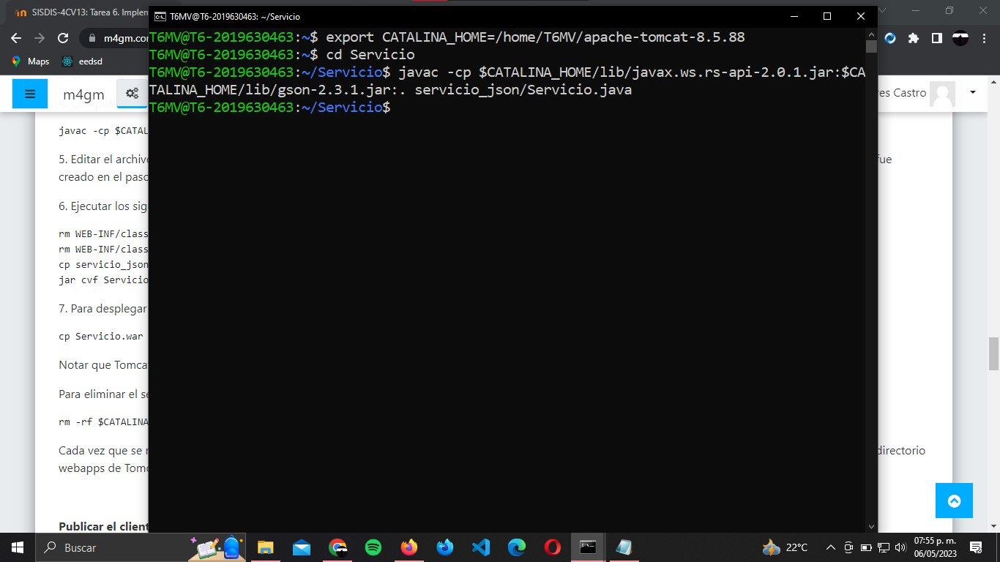 SISDIS-4CV13: Tarea 6. Implem
T6MV@T6-2019630463: ~/Servicio
m4gm.co
Maps
eedsd
T6MV@T6-2019630463:~$ export CATALINA_HOME=/home/T6MV/apache-tomcat-8.5.88
T6MV@T6-2019630463:~$ cd Servicio
T6MV@T6-2019630463:~/Servicio$ javac -cp $CATALINA_HOME/lib/javax.ws.rs-api-2.0.1.jar:$CA
TALINA_HOME/lib/gson-2.3.1.jar:. servicio_json/Servicio.java
T6MV@T6-2019630463:~/Servicio$
m4gm
res Castro
javac -cp $CATAL
5. Editar el archivo
fue
creado en el paso
6. Ejecutar los sig
rm WEB-INF/class
rm WEB-INF/class
cp servicio_json
jar cvf Servicio
7. Para desplegar
cp Servicio.war
Notar que Tomca
Para eliminar el se
rm -rf $CATALINA
Cada vez que se
directorio
webapps de Tomc
Publicar el client
Buscar
22°C
07:55 p. m.
06/05/2023